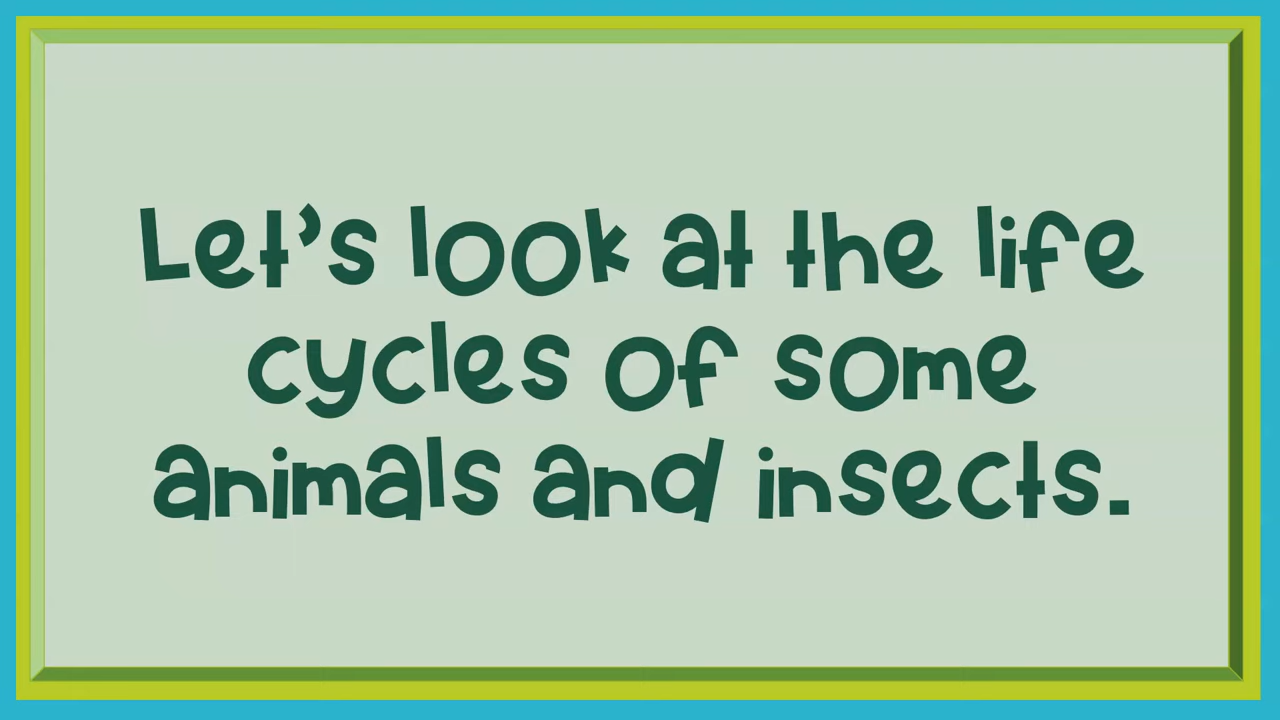 Let's look at the life
cycles of some
animals and insects.